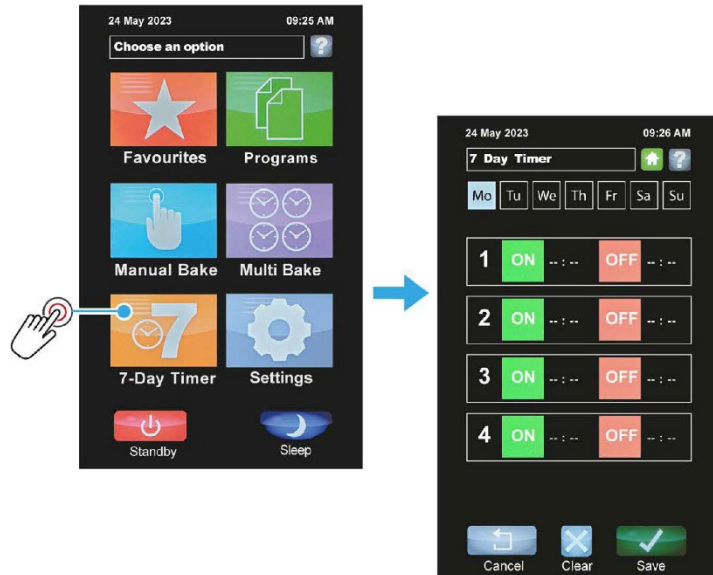 24 May 2023 09:25 AM
Choose an option ?
Favourites Programs
Manual Bake Multi Bake
7
7-Day Timer Settings
Standby Sleep
24 May 2023 09:26 AM
7 Day Timer ?
Mo Tu We Th Fr Sa Su
1 ON --:-- OFF --:--
2 ON --:-- OFF --:--
3 ON --:-- OFF --:--
4 ON --:-- OFF --:--
Cancel Clear Save